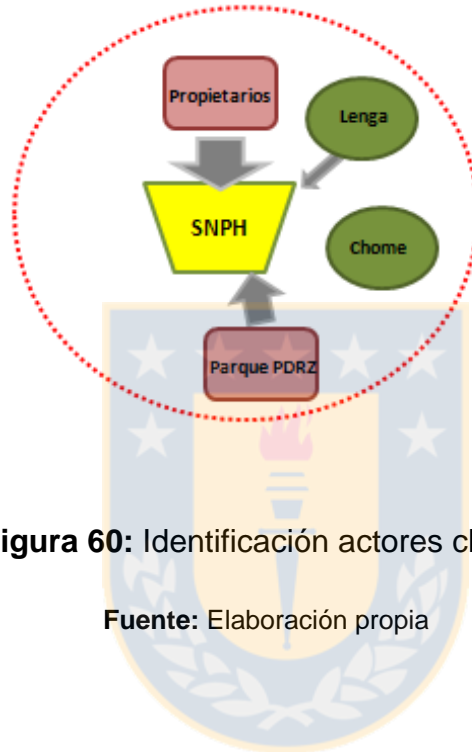 Propietarios
Lenga
SNPH
Chome
Parque PDRZ
igura 60: Identificación actores cl
Fuente: Elaboración propia